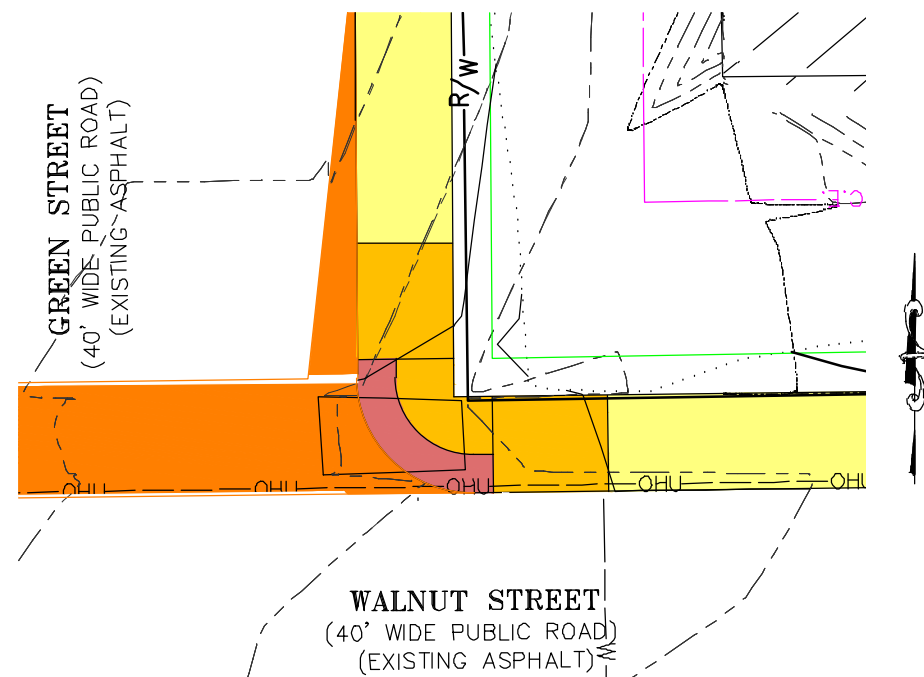 GREEN STREET
(40' WIDE PUBLIC ROAD)
(EXISTING ASPHALT)
R/W
C.E.
OHU
OHU
OHU
OHU
OHU
WALNUT STREET
(40' WIDE PUBLIC ROAD)
(EXISTING ASPHALT)